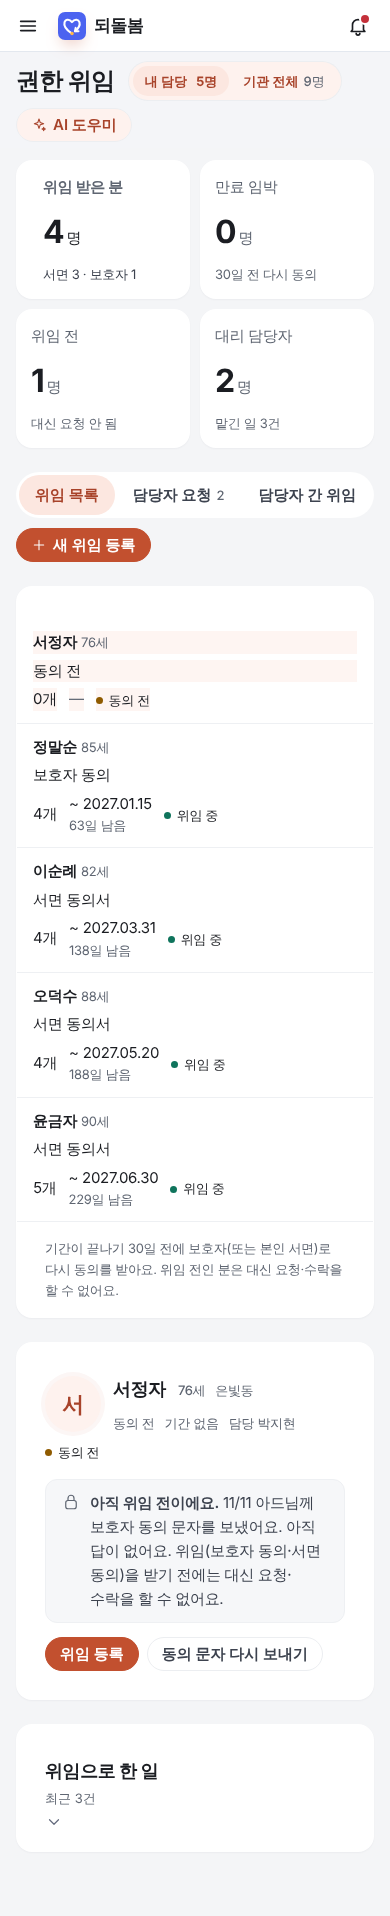 되돌봄
권한 위임
내 담당 5명 기관 전체 9명
AI 도우미
위임 받은 분
4명
서면 3 · 보호자 1
만료 임박
0명
30일 전 다시 동의
위임 전
1명
대신 요청 안 됨
대리 담당자
2명
맡긴 일 3건
위임 목록 담당자 요청 2 담당자 간 위임
+ 새 위임 등록
서정자 76세
동의 전
0개 — 동의 전
정말순 85세
보호자 동의
4개 ~ 2027.01.15 위임 중
63일 남음
이순례 82세
서면 동의서
4개 ~ 2027.03.31 위임 중
138일 남음
오덕수 88세
서면 동의서
4개 ~ 2027.05.20 위임 중
188일 남음
윤금자 90세
서면 동의서
5개 ~ 2027.06.30 위임 중
229일 남음
기간이 끝나기 30일 전에 보호자(또는 본인 서면)로
다시 동의를 받아요. 위임 전인 분은 대신 요청·수락을
할 수 없어요.
서
서정자 76세 은빛동
동의 전 기간 없음 담당 박지현
동의 전
아직 위임 전이에요. 11/11 아드님께
보호자 동의 문자를 보냈어요. 아직
답이 없어요. 위임(보호자 동의·서면
동의)을 받기 전에는 대신 요청·
수락을 할 수 없어요.
위임 등록 동의 문자 다시 보내기
위임으로 한 일
최근 3건